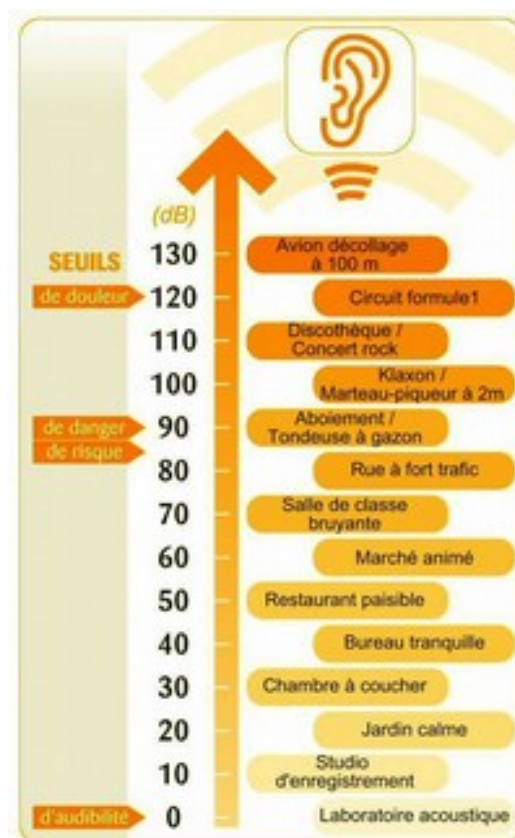 (dB)
SEUILS
130
Avion décollage
à 100 m
de douleur
120
Circuit formule1
110
Discothèque /
Concert rock
100
Klaxon /
Marteau-piqueur à 2m
de danger
90
Aboiement /
Tondeuse à gazon
de risque
80
Rue à fort trafic
70
Salle de classe
bruyante
60
Marché animé
50
Restaurant paisible
40
Bureau tranquille
30
Chambre à coucher
20
Jardin calme
10
Studio
d'enregistrement
d'audibilité
0
Laboratoire acoustique